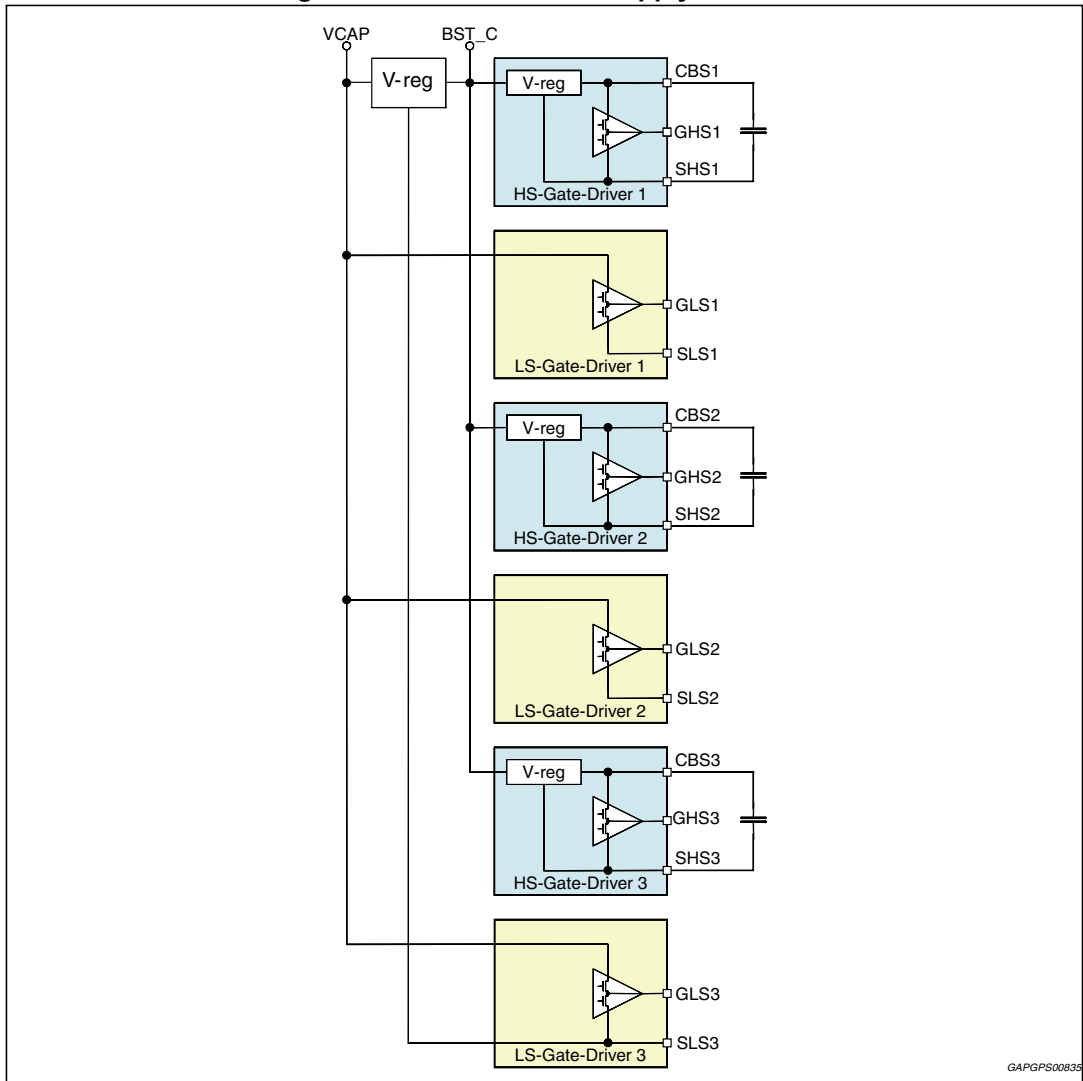 VCAP
BST_C
V-reg
V-reg
CBS1
GHS1
SHS1
HS-Gate-Driver 1
GLS1
SLS1
LS-Gate-Driver 1
V-reg
CBS2
GHS2
SHS2
HS-Gate-Driver 2
GLS2
SLS2
LS-Gate-Driver 2
V-reg
CBS3
GHS3
SHS3
HS-Gate-Driver 3
GLS3
SLS3
LS-Gate-Driver 3
GAPGPS00835